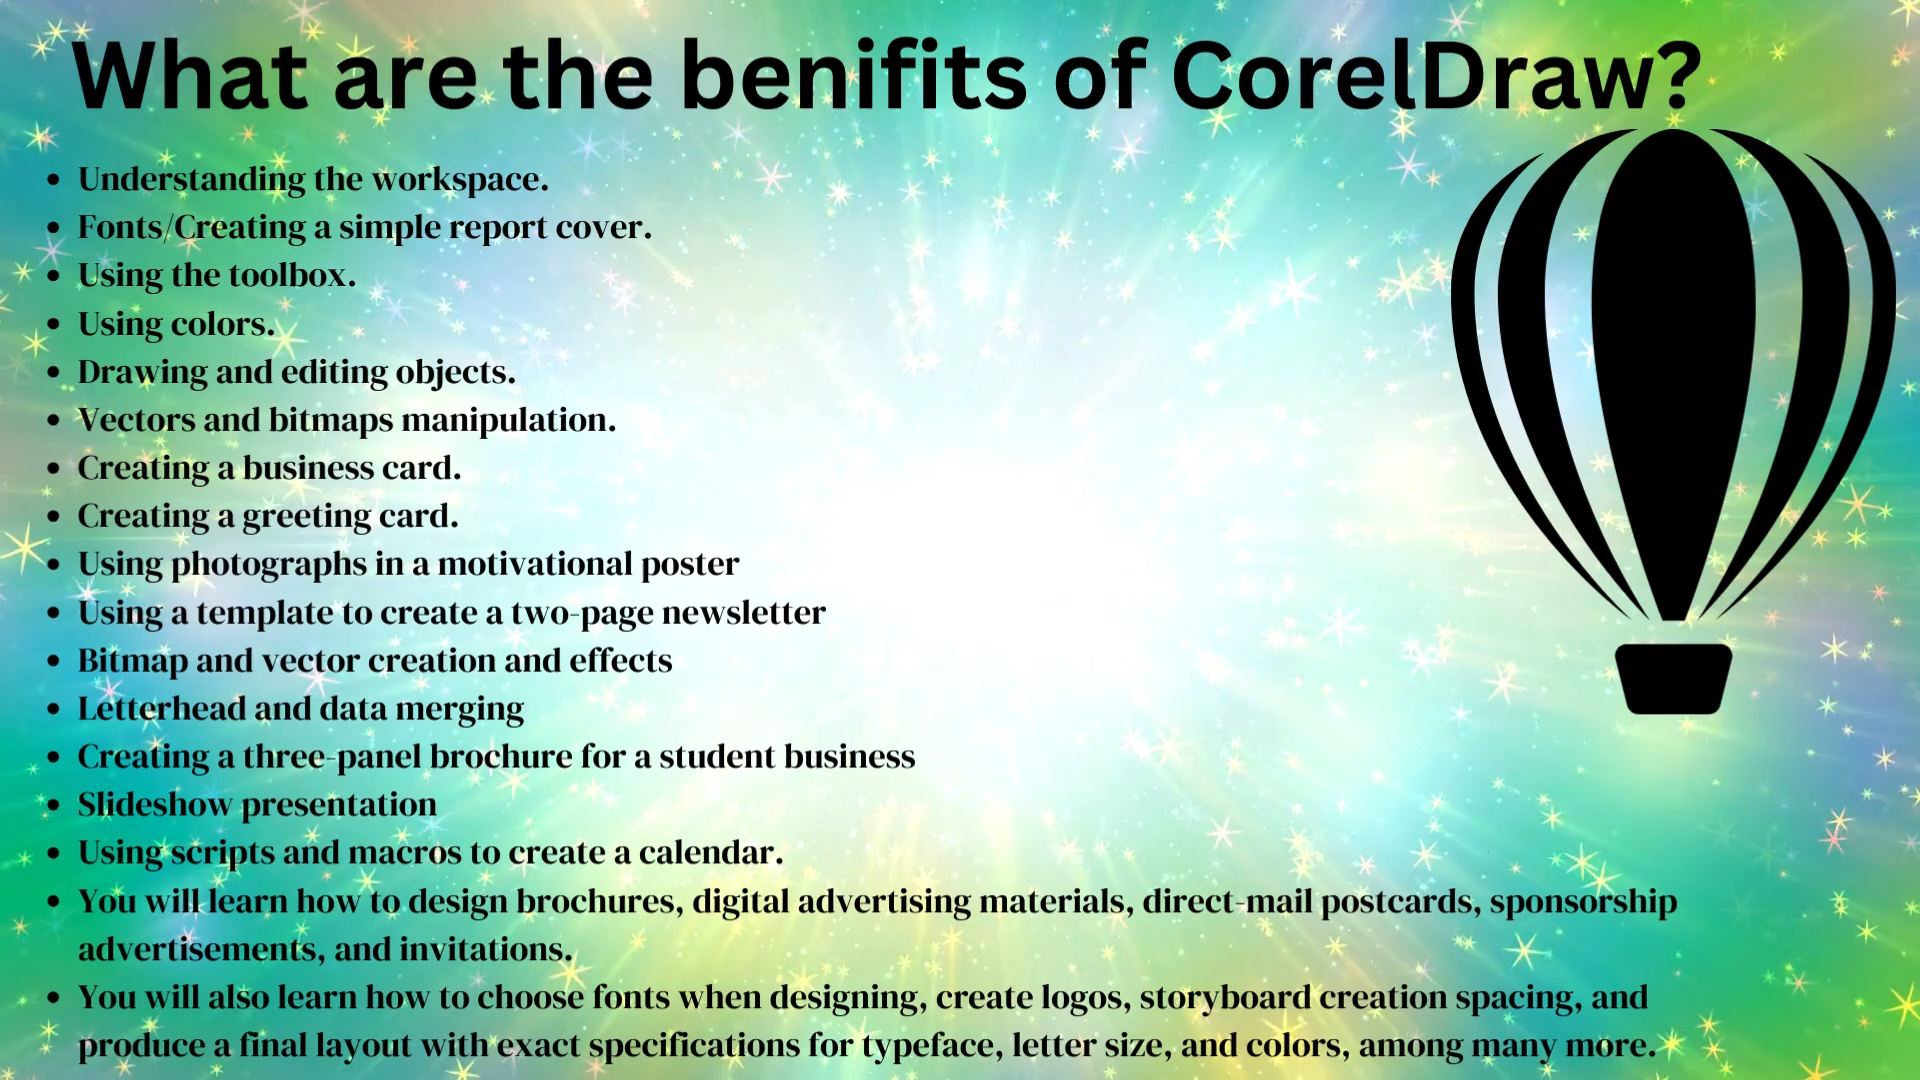 What are the benifits of CorelDraw?
• Understanding the workspace.
• Fonts/Creating a simple report cover.
• Using the toolbox.
• Using colors.
• Drawing and editing objects.
• Vectors and bitmaps manipulation.
• Creating a business card.
• Creating a greeting card.
• Using photographs in a motivational poster
• Using a template to create a two-page newsletter
• Bitmap and vector creation and effects
• Letterhead and data merging
• Creating a three-panel brochure for a student business
• Slideshow presentation
• Using scripts and macros to create a calendar.
• You will learn how to design brochures, digital advertising materials, direct-mail postcards, sponsorship
advertisements, and invitations.
• You will also learn how to choose fonts when designing, create logos, storyboard creation spacing, and
produce a final layout with exact specifications for typeface, letter size, and colors, among many more.